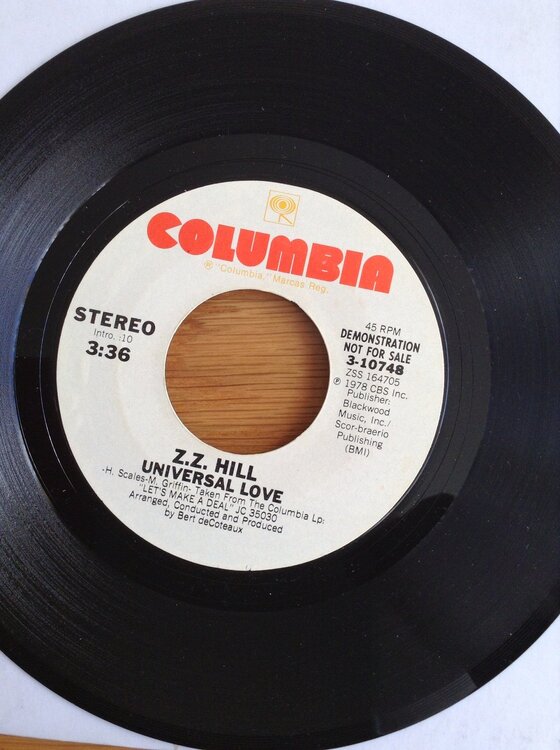 COLUMBIA
® "Columbia," Marcas Reg.
STEREO
Intro. :10
3:36
45 RPM
DEMONSTRATION
NOT FOR SALE
3-10748
ZSS 164705
℗ 1978 CBS Inc.
Publisher:
Blackwood
Music, Inc./
Scor-braerio
Publishing
(BMI)
Z.Z. HILL
UNIVERSAL LOVE
-H. Scales-M. Griffin- Taken From The Columbia Lp:
"LET'S MAKE A DEAL" JC 35030
Arranged, Conducted and Produced
by Bert deCoteaux